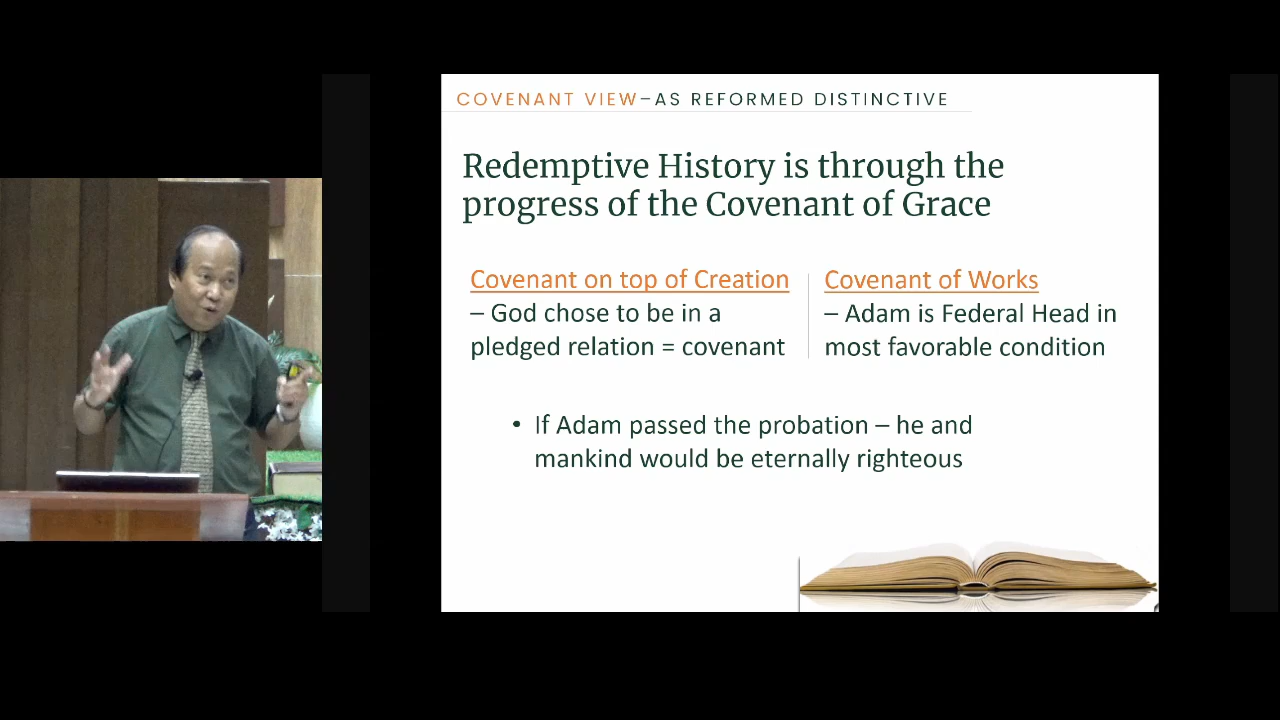 COVENANT VIEW–AS REFORMED DISTINCTIVE
Redemptive History is through the
progress of the Covenant of Grace
Covenant on top of Creation
– God chose to be in a
pledged relation = covenant
Covenant of Works
– Adam is Federal Head in
most favorable condition
• If Adam passed the probation – he and
mankind would be eternally righteous